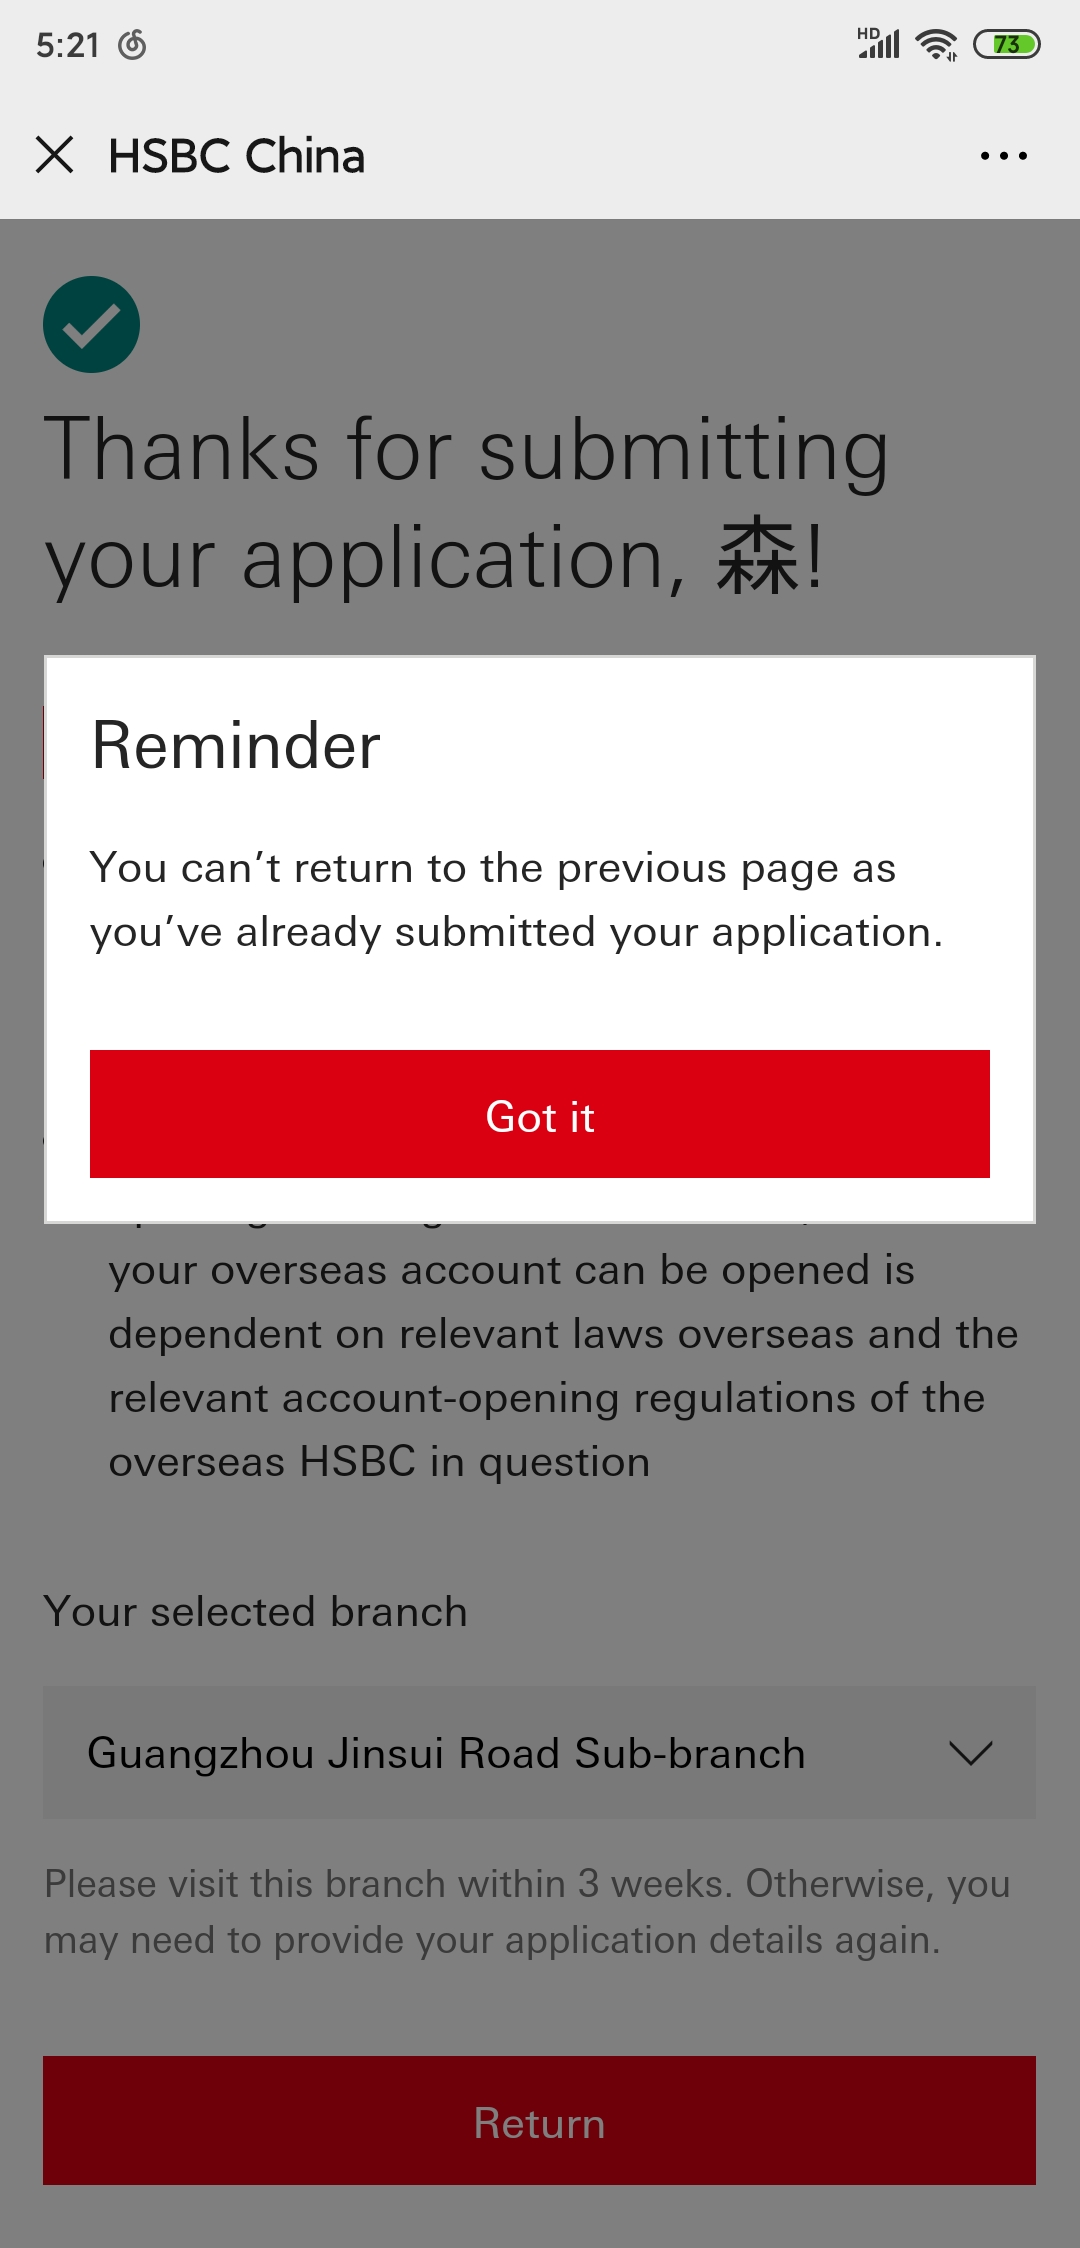 5:21
HD
73
HSBC China
Thanks for submitting
your application, 森!
Reminder
You can’t return to the previous page as
you’ve already submitted your application.
Got it
your overseas account can be opened is
dependent on relevant laws overseas and the
relevant account-opening regulations of the
overseas HSBC in question
Your selected branch
Guangzhou Jinsui Road Sub-branch
Please visit this branch within 3 weeks. Otherwise, you
may need to provide your application details again.
Return